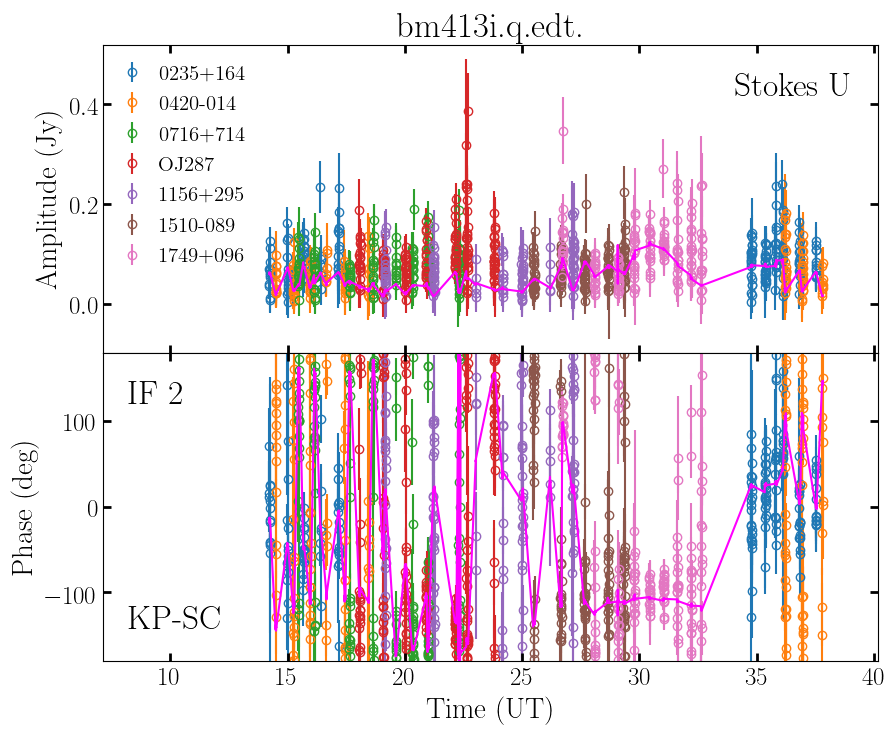 bm413i.q.edt.
Stokes U
0235+164
0420-014
0716+714
OJ287
1156+295
1510-089
1749+096
Amplitude (Jy)
0.4
0.2
0.0
IF 2
KP-SC
Phase (deg)
100
0
−100
10 15 20 25 30 35 40
Time (UT)